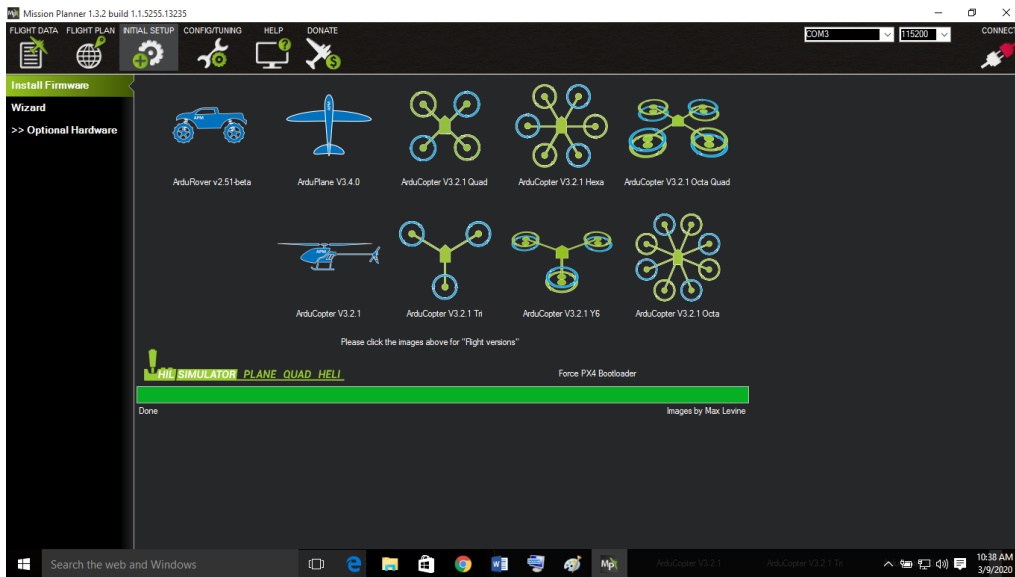 Mission Planner 1.3.2 build 1.1.5255.13235
FLIGHT DATA FLIGHT PLAN INITIAL SETUP CONFIG/TUNING HELP DONATE
COM3 115200 CONNECT
Install Firmware
Wizard
>> Optional Hardware
APM
APM
ArduRover v2.51-beta ArduPlane V3.4.0 ArduCopter V3.2.1 Quad ArduCopter V3.2.1 Hexa ArduCopter V3.2.1 Octa Quad
APM
ArduCopter V3.2.1 ArduCopter V3.2.1 Tri ArduCopter V3.2.1 Y6 ArduCopter V3.2.1 Octa
Please click the images above for "Flight versions"
HIL SIMULATOR PLANE QUAD HELI Force PX4 Bootloader
Done Images by Max Levine
Search the web and Windows
ArduCopter V3.2.1 ArduCopter V3.2.1 Tri
10:38 AM
3/9/2020